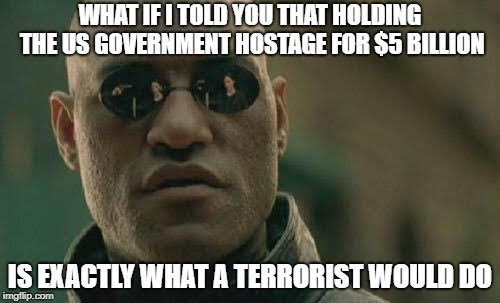 WHAT IF I TOLD YOU THAT HOLDING
THE US GOVERNMENT HOSTAGE FOR $5 BILLION
IS EXACTLY WHAT A TERRORIST WOULD DO
imgflip.com